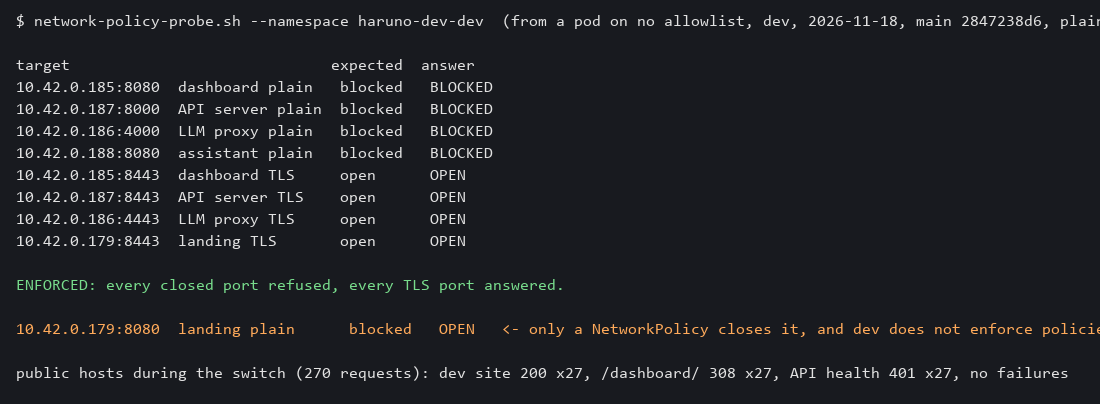 $ network-policy-probe.sh --namespace haruno-dev-dev  (from a pod on no allowlist, dev, 2026-11-18, main 2847238d6, plain
target                             expected  answer
10.42.0.185:8080  dashboard plain   blocked   BLOCKED
10.42.0.187:8000  API server plain  blocked   BLOCKED
10.42.0.186:4000  LLM proxy plain   blocked   BLOCKED
10.42.0.188:8080  assistant plain   blocked   BLOCKED
10.42.0.185:8443  dashboard TLS     open      OPEN
10.42.0.187:8443  API server TLS    open      OPEN
10.42.0.186:4443  LLM proxy TLS     open      OPEN
10.42.0.179:8443  landing TLS       open      OPEN
ENFORCED: every closed port refused, every TLS port answered.
10.42.0.179:8080  landing plain      blocked   OPEN   <- only a NetworkPolicy closes it, and dev does not enforce policie
public hosts during the switch (270 requests): dev site 200 x27, /dashboard/ 308 x27, API health 401 x27, no failures